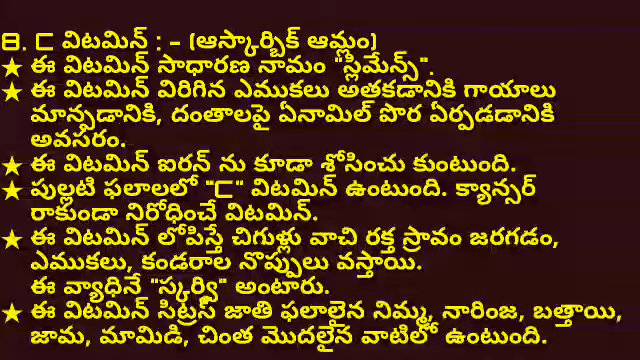 8. C విటమిన్ : - (ఆస్కార్బిక్ ఆమ్లం)
★ ఈ విటమిన్ సాధారణ నామం "స్లిమేన్స్".
★ ఈ విటమిన్ విరిగిన ఎముకలు అతకడానికి గాయాలు
మాన్పడానికి, దంతాలపై ఏనామిల్ పొర ఏర్పడడానికి
అవసరం.
★ ఈ విటమిన్ ఐరన్ ను కూడా శోసించు కుంటుంది.
★ పుల్లటి ఫలాలలో "C" విటమిన్ ఉంటుంది. క్యాన్సర్
రాకుండా నిరోధించే విటమిన్.
★ ఈ విటమిన్ లోపిస్తే చిగుళ్లు వాచి రక్త స్రావం జరగడం,
ఎముకలు, కండరాల నొప్పులు వస్తాయి.
ఈ వ్యాధినే "స్కర్వి" అంటారు.
★ ఈ విటమిన్ సిట్రస్ జాతి ఫలాలైన నిమ్మ, నారింజ, బత్తాయి,
జామ, మామిడి, చింత మొదలైన వాటిలో ఉంటుంది.